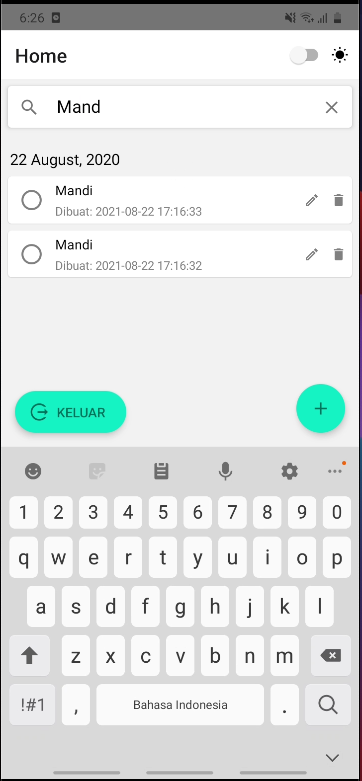 6:26
Home
Mand
22 August, 2020
Mandi
Dibuat: 2021-08-22 17:16:33
Mandi
Dibuat: 2021-08-22 17:16:32
KELUAR
+
1 2 3 4 5 6 7 8 9 0
q w e r t y u i o p
a s d f g h j k l
z x c v b n m
!#1 , Bahasa Indonesia .